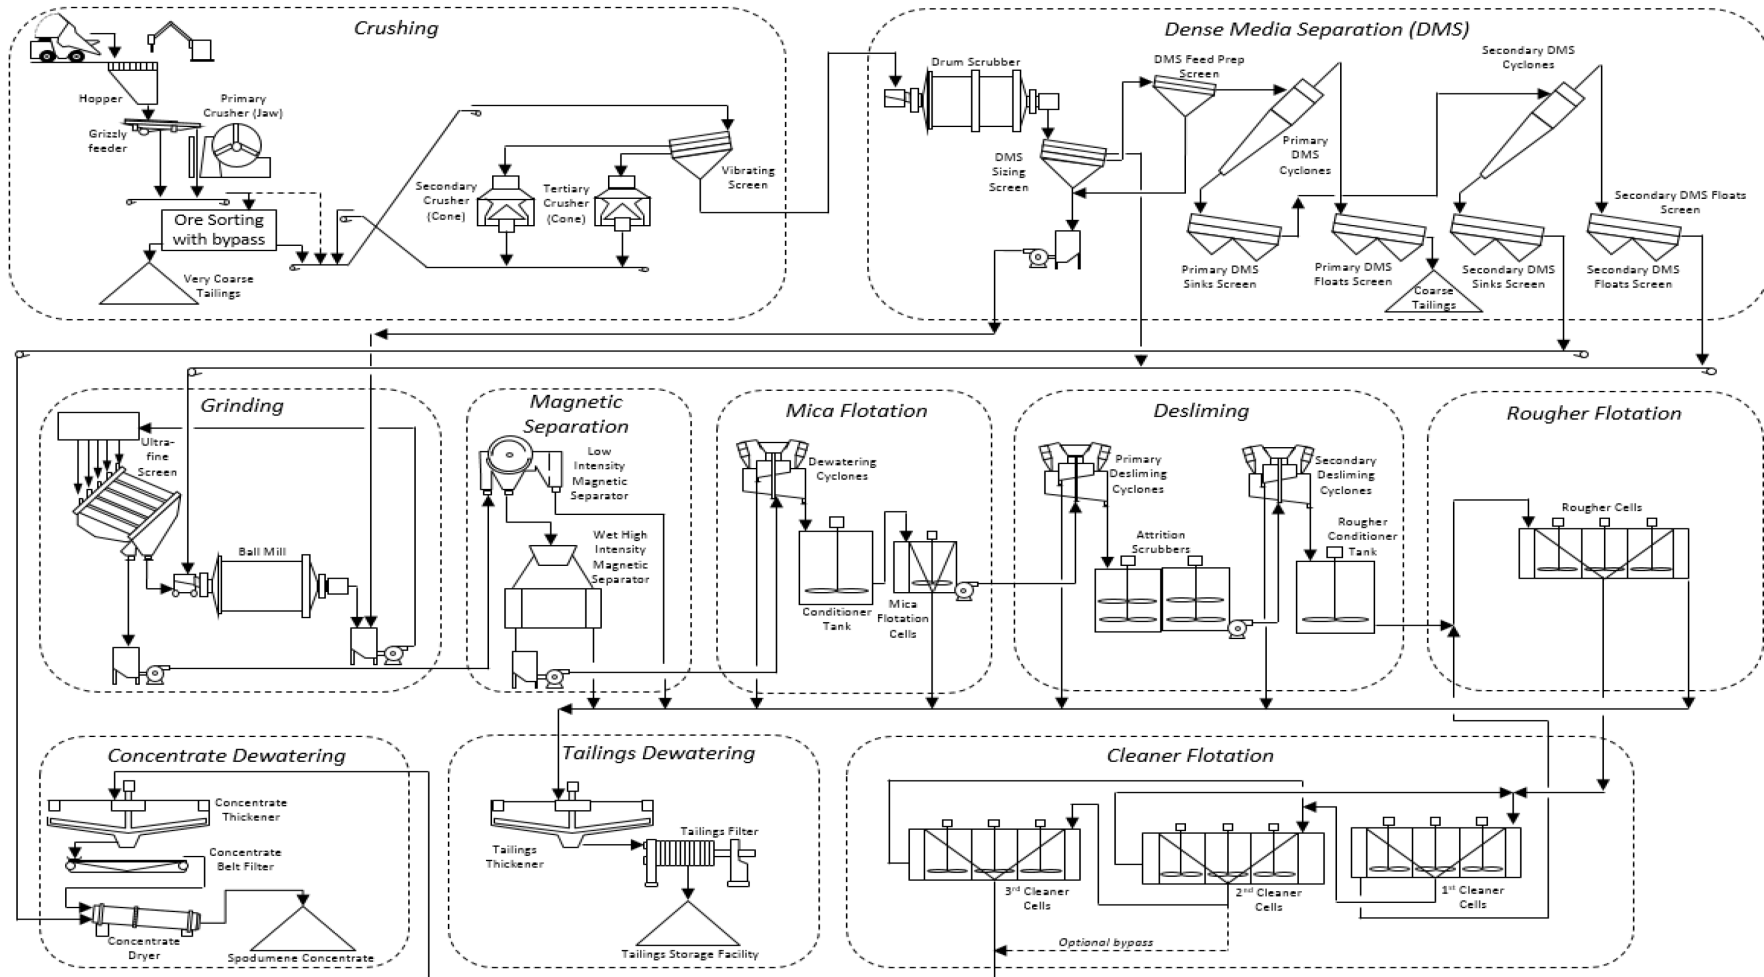 Crushing
Hopper
Primary
Crusher (Jaw)
Grizzly
feeder
Ore Sorting
with bypass
Very Coarse
Tailings
Secondary
Crusher
(Cone)
Tertiary
Crusher
(Cone)
Vibrating
Screen
Dense Media Separation (DMS)
Drum Scrubber
DMS
Sizing
Screen
DMS Feed Prep
Screen
Primary
DMS
Cyclones
Secondary DMS
Cyclones
Primary DMS
Sinks Screen
Primary DMS
Floats Screen
Coarse
Tailings
Secondary DMS
Sinks Screen
Secondary DMS Floats
Screen
Secondary DMS
Floats Screen
Grinding
Ultra-
fine
Screen
Ball Mill
Magnetic
Separation
Low
Intensity
Magnetic
Separator
Wet High
Intensity
Magnetic
Separator
Mica Flotation
Dewatering
Cyclones
Conditioner
Tank
Mica
Flotation
Cells
Desliming
Primary
Desliming
Cyclones
Attrition
Scrubbers
Secondary
Desliming
Cyclones
Rougher
Conditioner
Tank
Rougher Flotation
Rougher Cells
Concentrate Dewatering
Concentrate
Thickener
Concentrate
Belt Filter
Concentrate
Dryer
Spodumene Concentrate
Tailings Dewatering
Tailings
Thickener
Tailings Filter
Tailings Storage Facility
Cleaner Flotation
3rd Cleaner
Cells
2nd Cleaner
Cells
1st Cleaner
Cells
Optional bypass